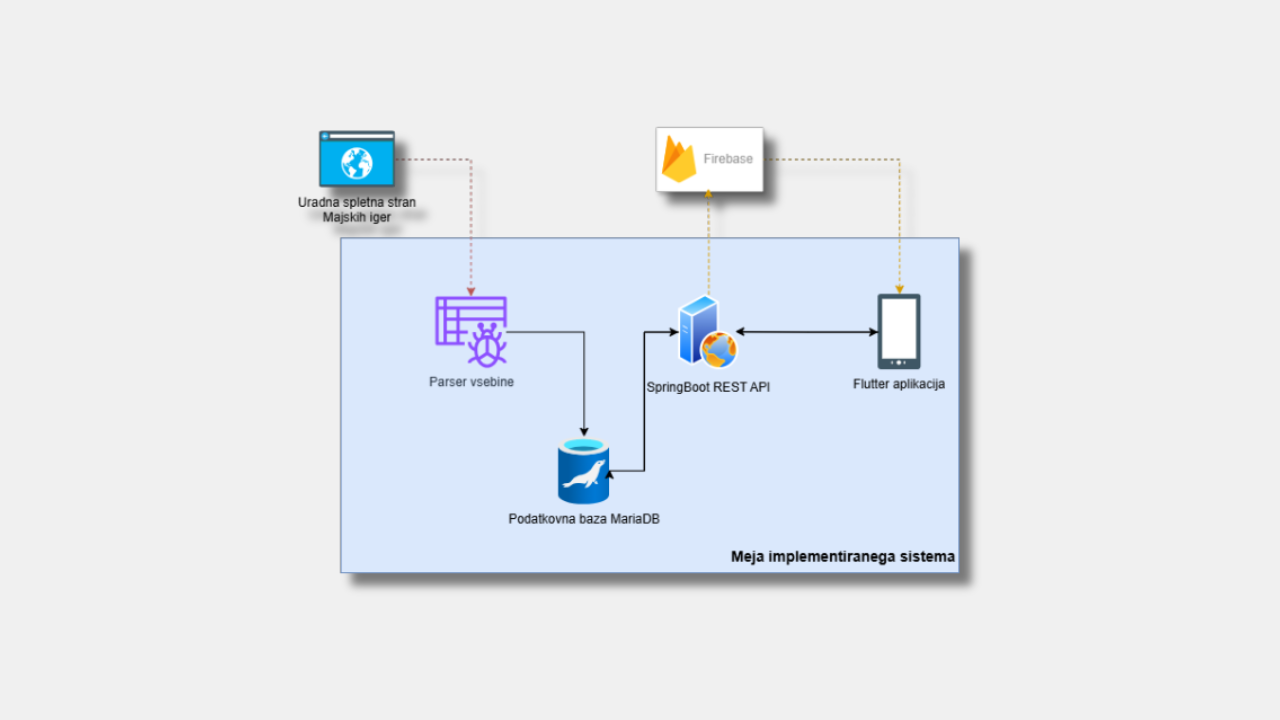 Firebase
Uradna spletna stran
Majskih iger
Parser vsebine
SpringBoot REST API
Flutter aplikacija
Podatkovna baza MariaDB
Meja implementiranega sistema